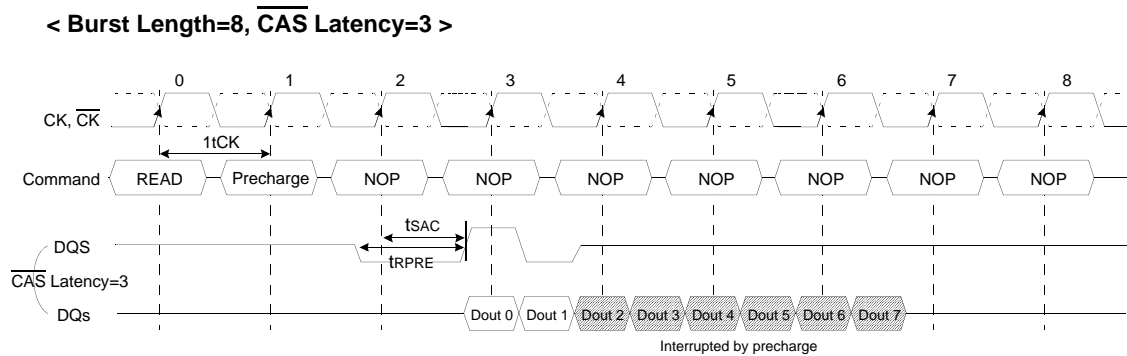 < Burst Length=8, CAS Latency=3 >
0 1 2 3 4 5 6 7 8
CK, CK
1tCK
Command READ Precharge NOP NOP NOP NOP NOP NOP NOP
tSAC
DQS
tRPRE
CAS Latency=3
DQs Dout 0 Dout 1 Dout 2 Dout 3 Dout 4 Dout 5 Dout 6 Dout 7
Interrupted by precharge